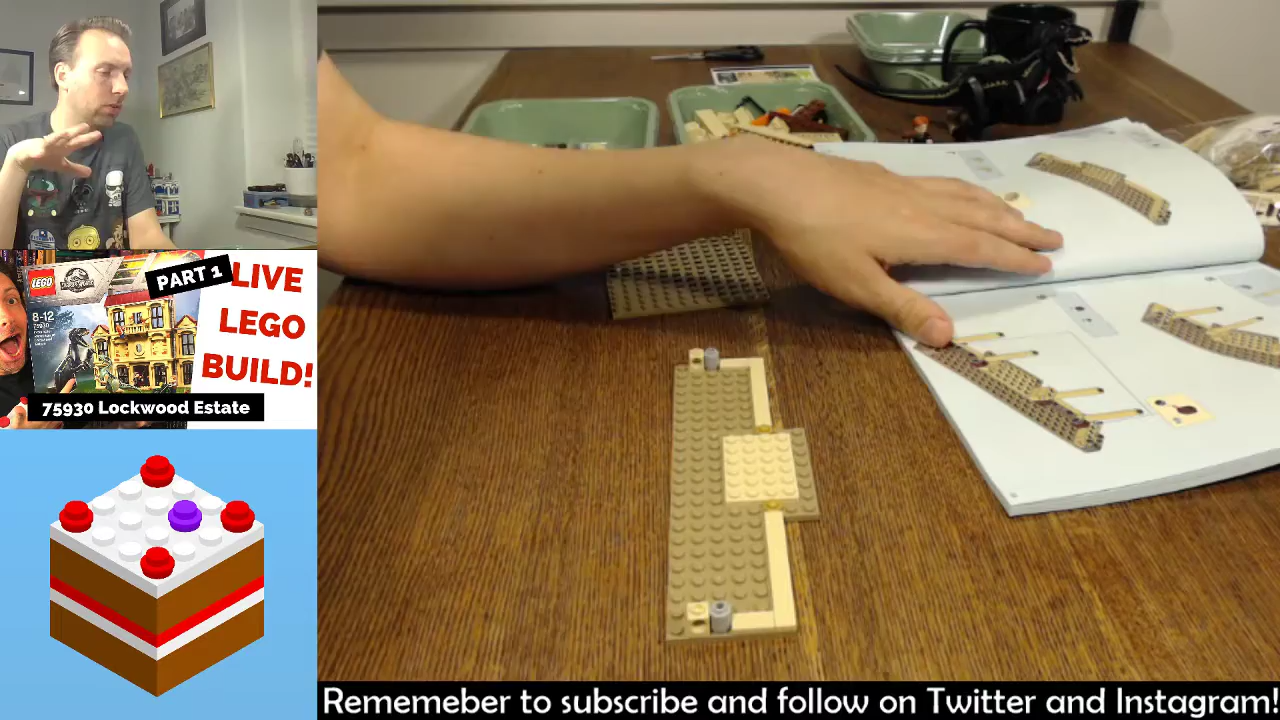 PART 1
LIVE
LEGO
BUILD!
LEGO
8-12
75930
75930 Lockwood Estate
Rememeber to subscribe and follow on Twitter and Instagram!